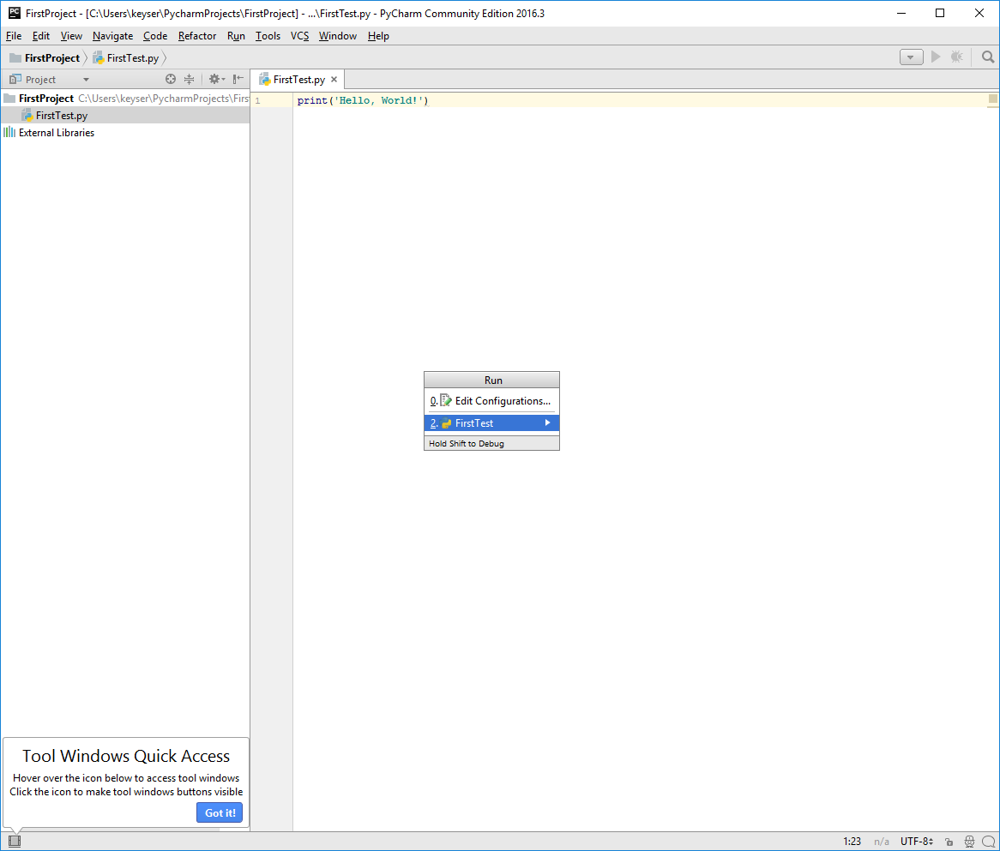 PC FirstProject - [C:\Users\keyser\PycharmProjects\FirstProject] - ...\FirstTest.py - PyCharm Community Edition 2016.3
File Edit View Navigate Code Refactor Run Tools VCS Window Help
FirstProject FirstTest.py
Project
FirstTest.py
FirstProject C:\Users\keyser\PycharmProjects\Firs
FirstTest.py
External Libraries
1 print('Hello, World!')
Run
0. Edit Configurations...
2. FirstTest
Hold Shift to Debug
Tool Windows Quick Access
Hover over the icon below to access tool windows
Click the icon to make tool windows buttons visible
Got it!
1:23 n/a UTF-8